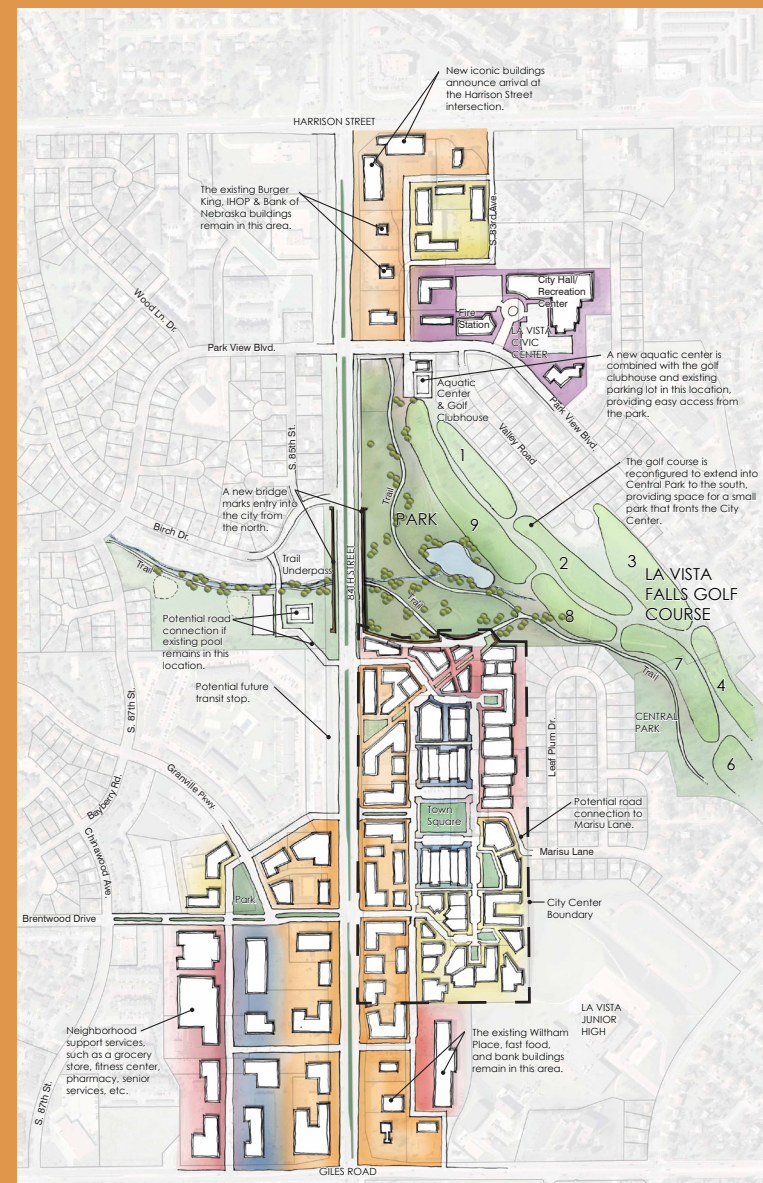 New iconic buildings
announce arrival at
the Harrison Street
intersection.
HARRISON STREET
The existing Burger
King, IHOP & Bank of
Nebraska buildings
remain in this area.
S. 83rd Ave.
Wood Ln. Dr.
City Hall/
Recreation
Center
Fire
Station
LA VISTA
CIVIC
CENTER
Park View Blvd.
A new aquatic center is
combined with the golf
clubhouse and existing
parking lot in this location,
providing easy access from
the park.
Aquatic
Center
& Golf
Clubhouse
Park View Blvd.
Valley Road
S. 85th St.
1
The golf course is
reconfigured to extend into
Central Park to the south,
providing space for a small
park that fronts the City
Center.
Trail
A new bridge
marks entry into
the city from
the north.
PARK
9
Birch Dr.
Trail
Underpass
84TH STREET
2
3
LA VISTA
FALLS GOLF
COURSE
Trail
Trail
8
Potential road
connection if
existing pool
remains in this
location.
7
Trail
4
Potential future
transit stop.
S. 87th St.
Leaf Plum Dr.
CENTRAL
PARK
6
Granville Pkwy.
Bayberry Rd.
Town
Square
Potential road
connection to
Marisu Lane.
Chinawood Ave.
Marisu Lane
Park
City Center
Boundary
Brentwood Drive
LA VISTA
JUNIOR
HIGH
Neighborhood
support services,
such as a grocery
store, fitness center,
pharmacy, senior
services, etc.
The existing Wiltham
Place, fast food,
and bank buildings
remain in this area.
S. 87th St.
GILES ROAD